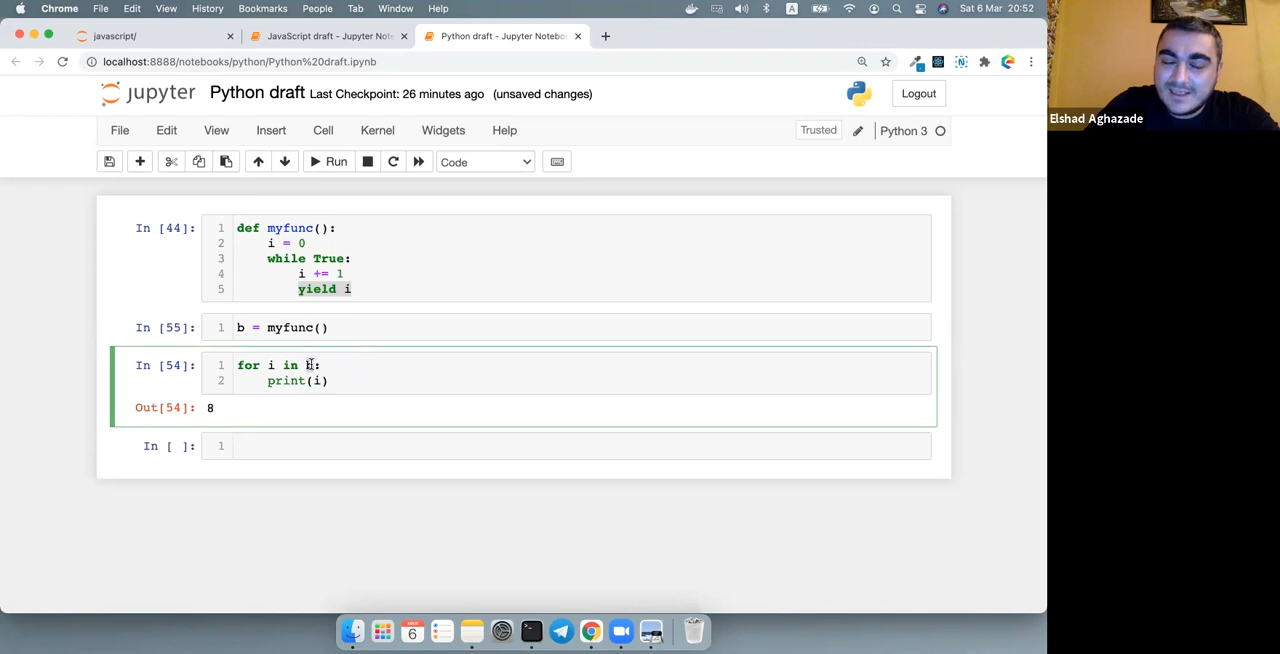 Chrome File Edit View History Bookmarks People Tab Window Help A Sat 6 Mar 20:52
javascript/ JavaScript draft - Jupyter Note Python draft - Jupyter Notebo
localhost:8888/notebooks/python/Python%20draft.ipynb
jupyter Python draft Last Checkpoint: 26 minutes ago (unsaved changes) Logout
File Edit View Insert Cell Kernel Widgets Help Trusted Python 3
Run Code
In [44]: 1 def myfunc():
2 i = 0
3 while True:
4 i += 1
5 yield i
In [55]: 1 b = myfunc()
In [54]: 1 for i in b:
2 print(i)
Out[54]: 8
In [ ]: 1
Elshad Aghazade
6